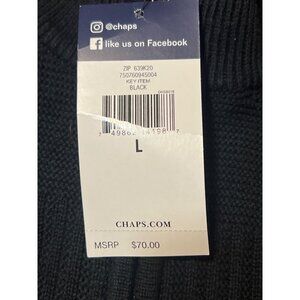 @chaps
like us on Facebook
ZIP 639K20
750760945004
KEY ITEM
BLACK
L
CHAPS.COM
MSRP $70.00